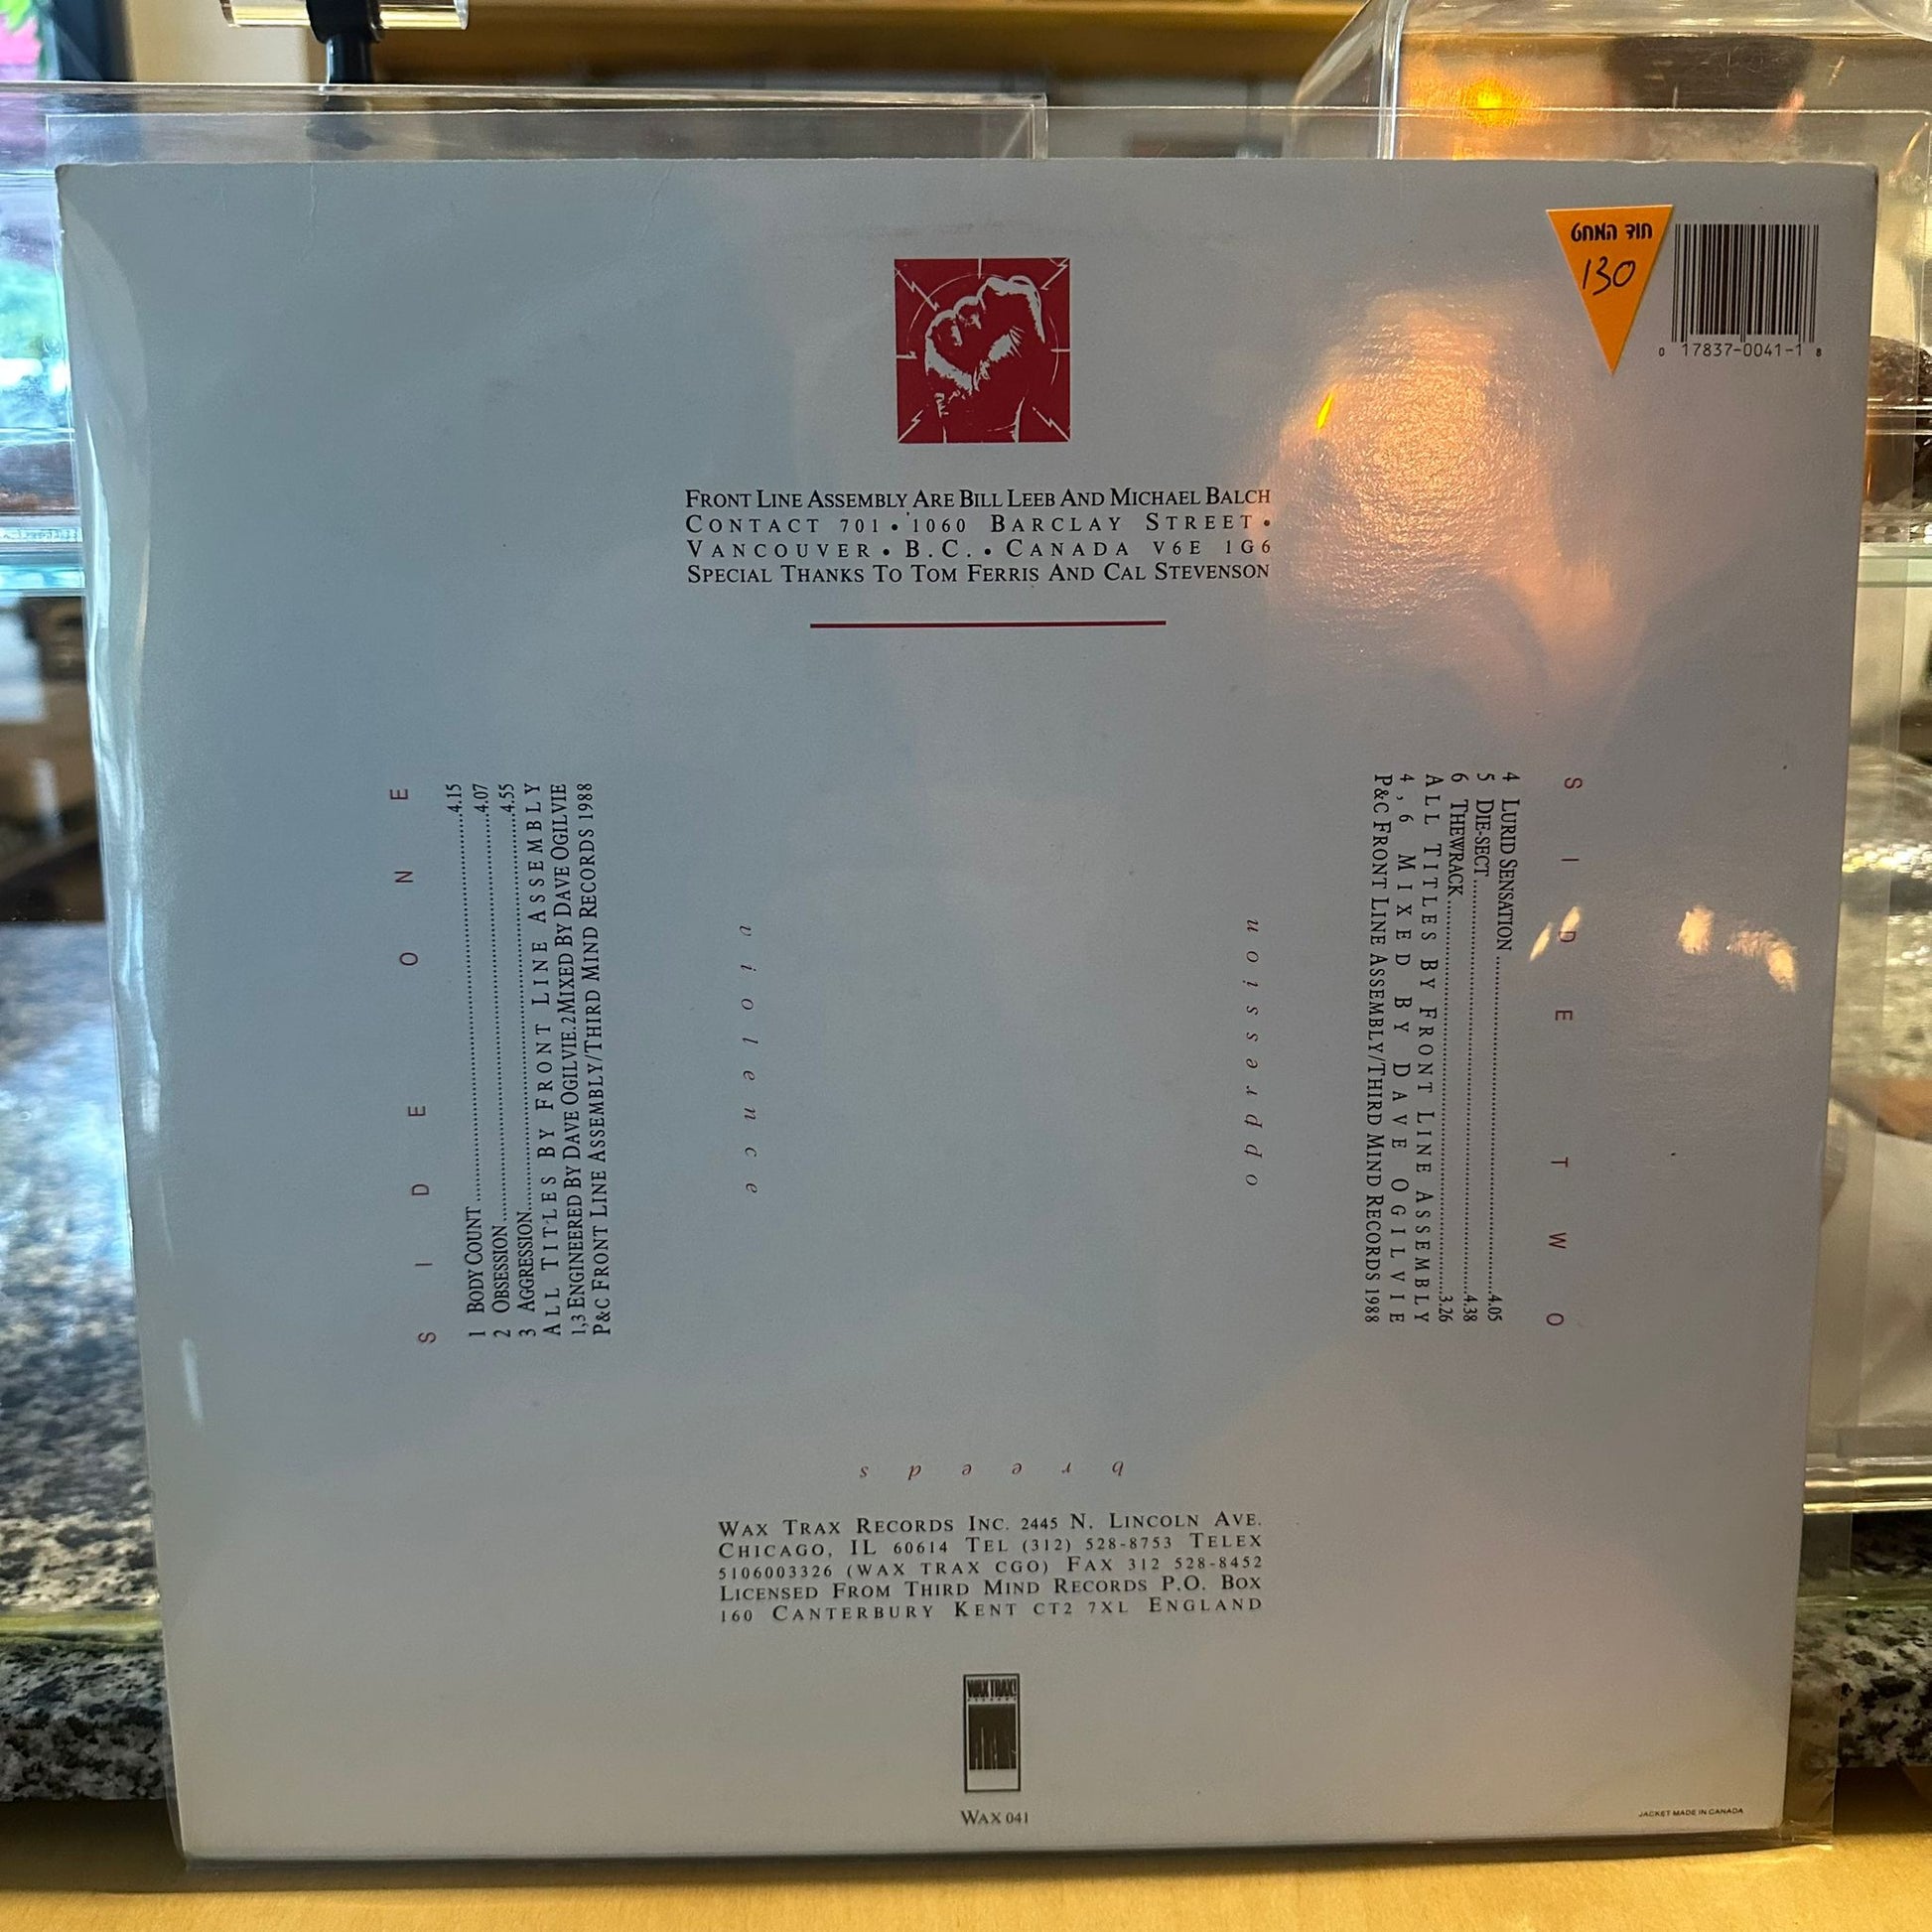 חוד המחט
130
0 17837-0041-1 8
FRONT LINE ASSEMBLY ARE BILL LEEB AND MICHAEL BALCH
CONTACT 701 • 1060 BARCLAY STREET •
VANCOUVER • B.C. • CANADA V6E 1G6
SPECIAL THANKS TO TOM FERRIS AND CAL STEVENSON
SIDE ONE
1 BODY COUNT 4.15
2 OBSESSION 4.07
3 AGGRESSION 4.55
ALL TITLES BY FRONT LINE ASSEMBLY
1,3 ENGINEERED BY DAVE OGILVIE.2MIXED BY DAVE OGILVIE
P&C FRONT LINE ASSEMBLY/THIRD MIND RECORDS 1988
violence
oppression
SIDE TWO
4 LURID SENSATION 4.05
5 DIE-SECT 4.38
6 THEWRACK 3.26
ALL TITLES BY FRONT LINE ASSEMBLY
4,6 MIXED BY DAVE OGILVIE
P&C FRONT LINE ASSEMBLY/THIRD MIND RECORDS 1988
breeds
WAX TRAX RECORDS INC. 2445 N. LINCOLN AVE.
CHICAGO, IL 60614 TEL (312) 528-8753 TELEX
5106003326 (WAX TRAX CGO) FAX 312 528-8452
LICENSED FROM THIRD MIND RECORDS P.O. BOX
160 CANTERBURY KENT CT2 7XL ENGLAND
WAX TRAX!
RECORDS
WAX 041
JACKET MADE IN CANADA